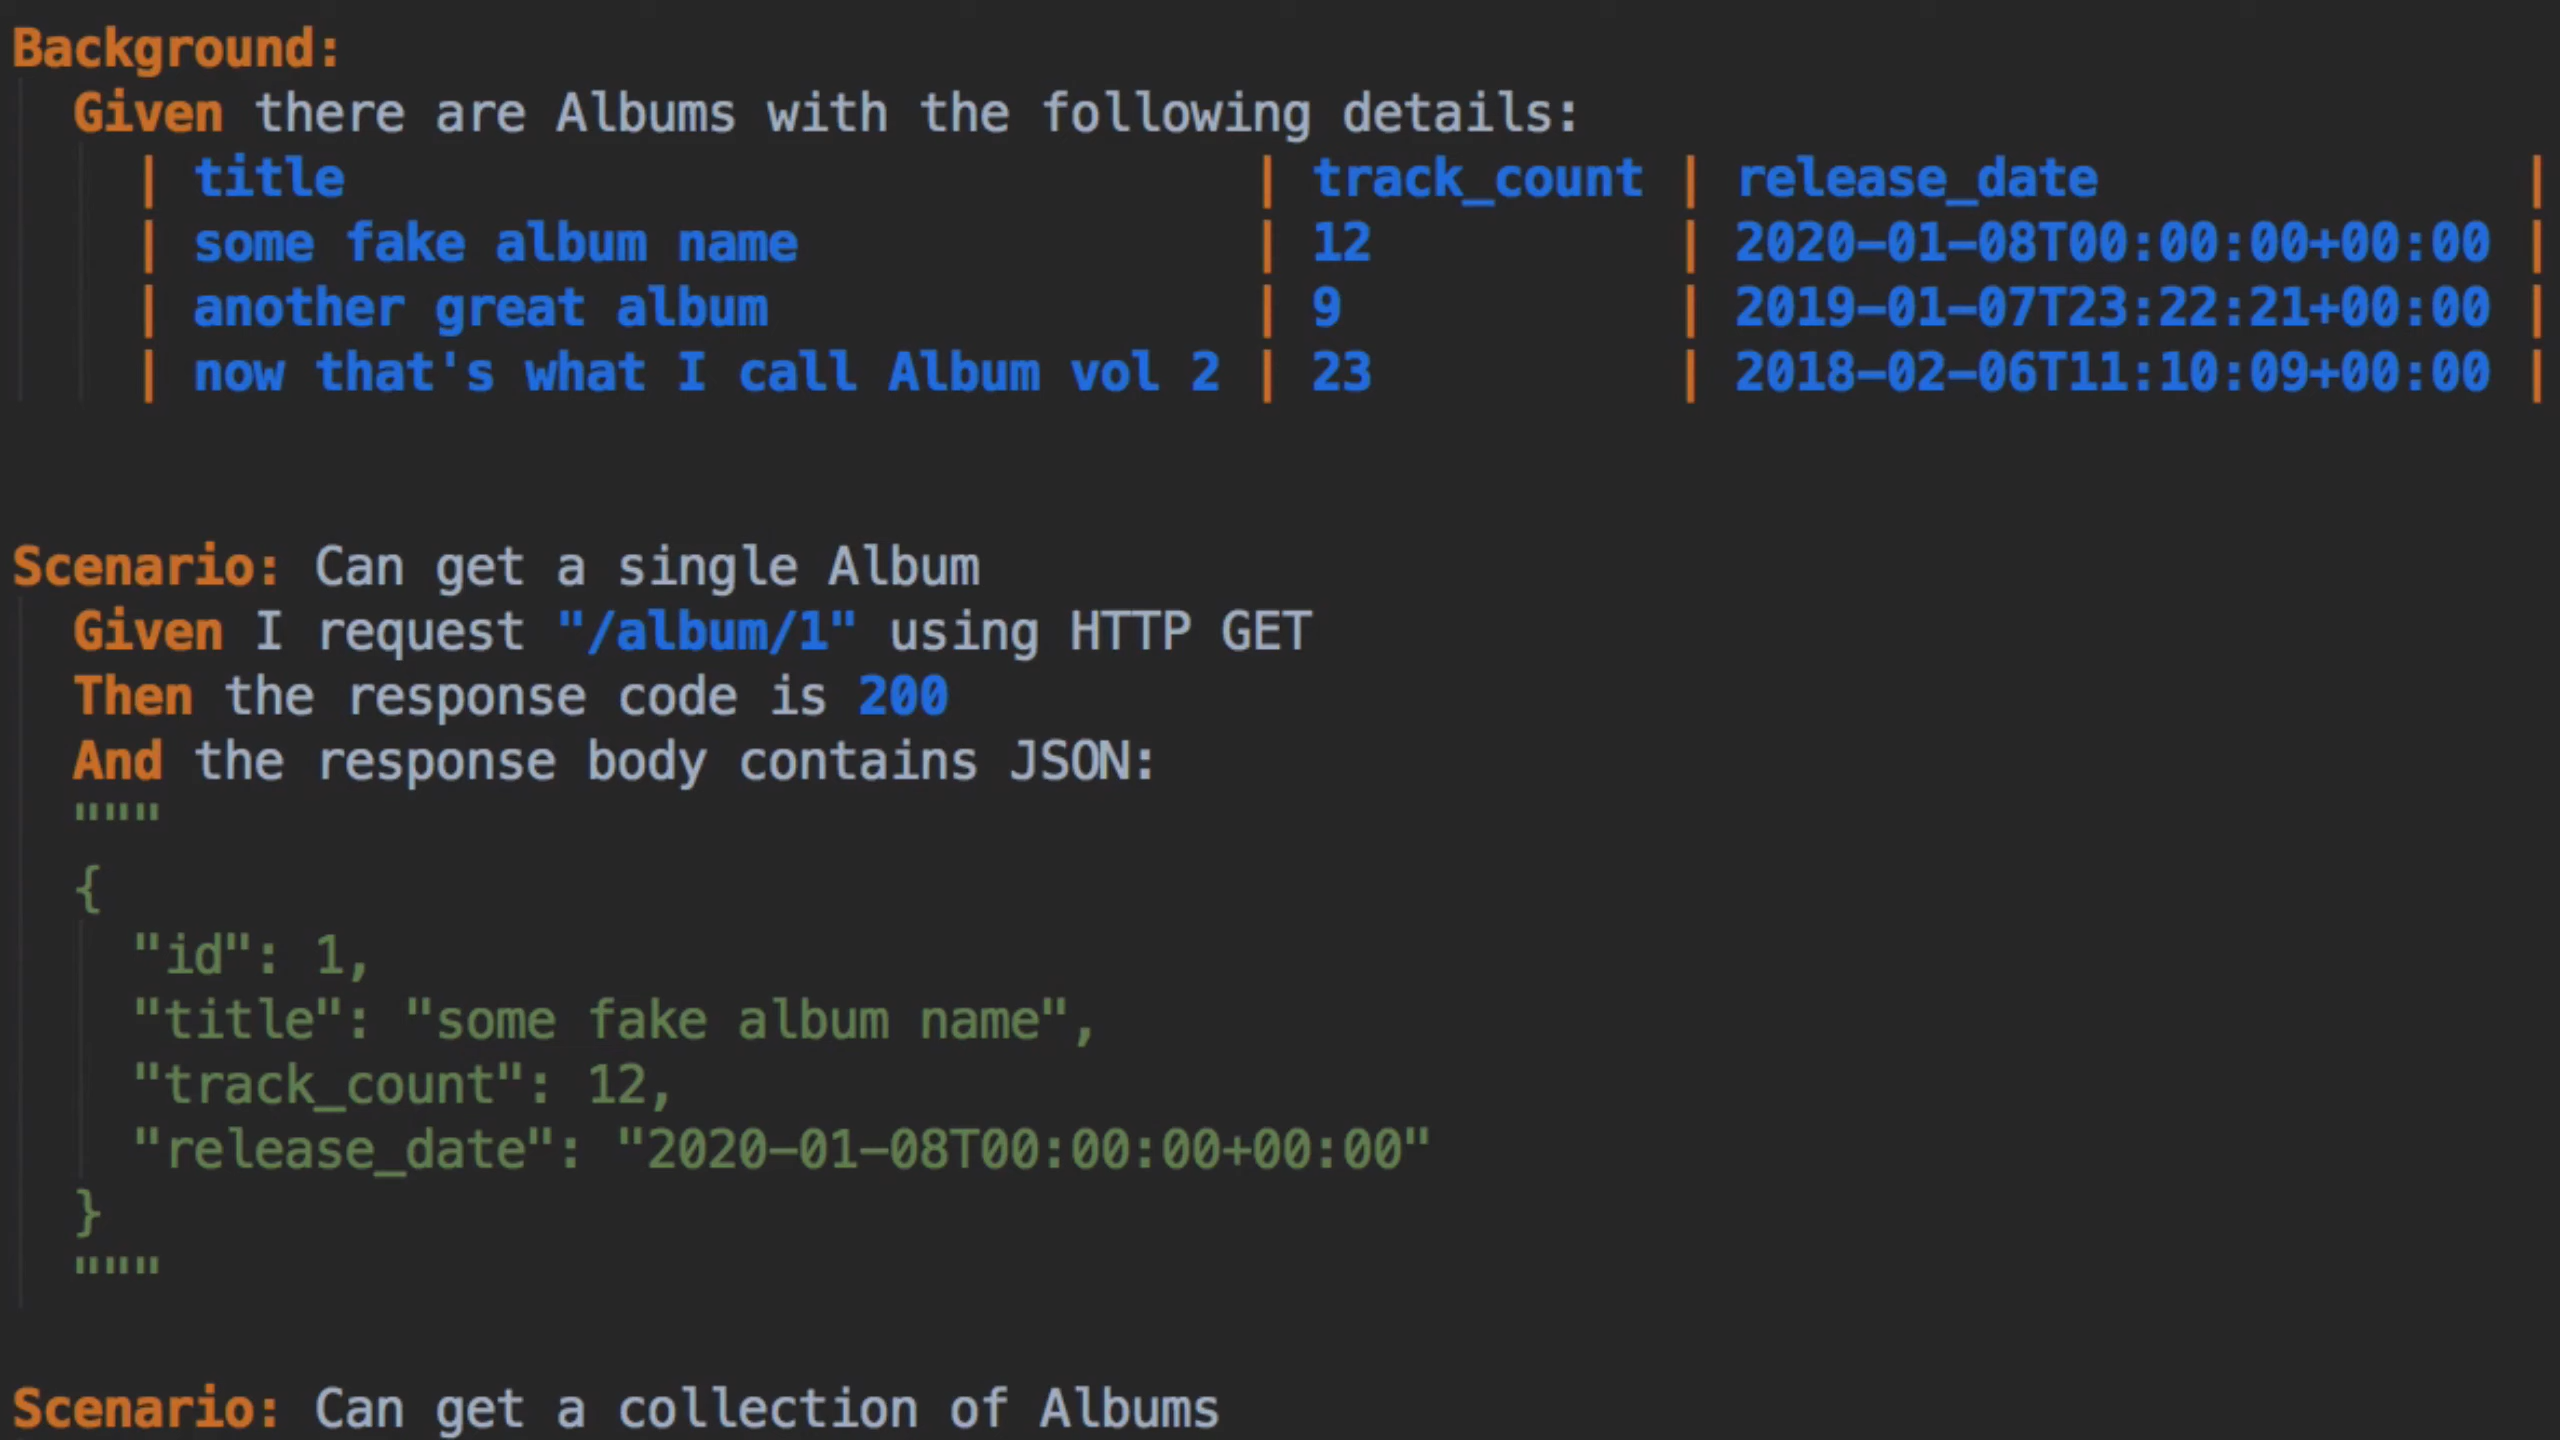 Background:
Given there are Albums with the following details:
| title | track_count | release_date |
| some fake album name | 12 | 2020-01-08T00:00:00+00:00 |
| another great album | 9 | 2019-01-07T23:22:21+00:00 |
| now that's what I call Album vol 2 | 23 | 2018-02-06T11:10:09+00:00 |
Scenario: Can get a single Album
Given I request "/album/1" using HTTP GET
Then the response code is 200
And the response body contains JSON:
"""
{
"id": 1,
"title": "some fake album name",
"track_count": 12,
"release_date": "2020-01-08T00:00:00+00:00"
}
"""
Scenario: Can get a collection of Albums